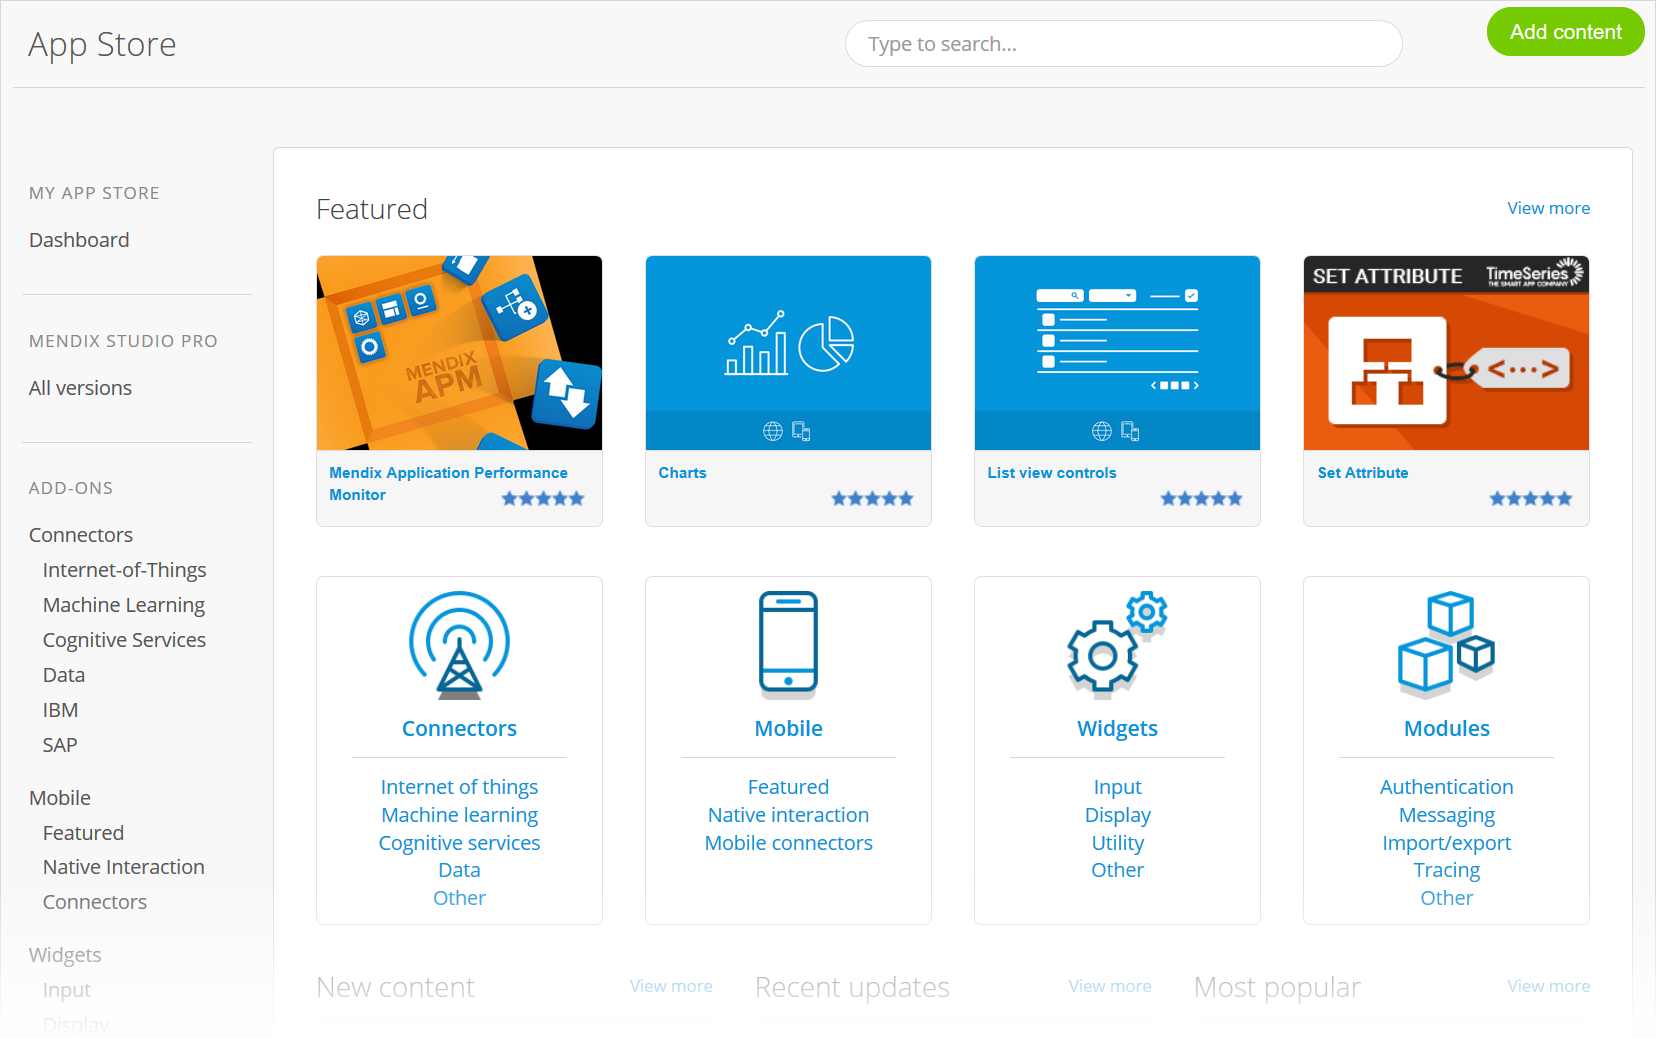 App Store
Type to search...
Add content
MY APP STORE
Dashboard
MENDIX STUDIO PRO
All versions
ADD-ONS
Connectors
Internet-of-Things
Machine Learning
Cognitive Services
Data
IBM
SAP
Mobile
Featured
Native Interaction
Connectors
Widgets
Input
Display
Featured
View more
MENDIX
APM
SET ATTRIBUTE
TimeSeries
THE SMART APP COMPANY
Mendix Application Performance
Monitor
Charts
List view controls
Set Attribute
Connectors
Internet of things
Machine learning
Cognitive services
Data
Other
Mobile
Featured
Native interaction
Mobile connectors
Widgets
Input
Display
Utility
Other
Modules
Authentication
Messaging
Import/export
Tracing
Other
New content
View more
Recent updates
View more
Most popular
View more